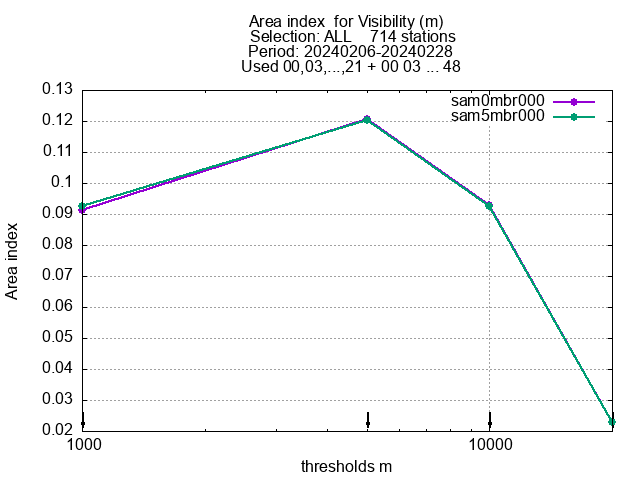 Area index  for Visibility (m)
Selection: ALL    714 stations
Period: 20240206-20240228
Used 00,03,...,21 + 00 03 ... 48
sam0mbr000
sam5mbr000
0.13
0.12
0.11
0.1
0.09
0.08
0.07
0.06
0.05
0.04
0.03
0.02
Area index
1000 10000
thresholds m